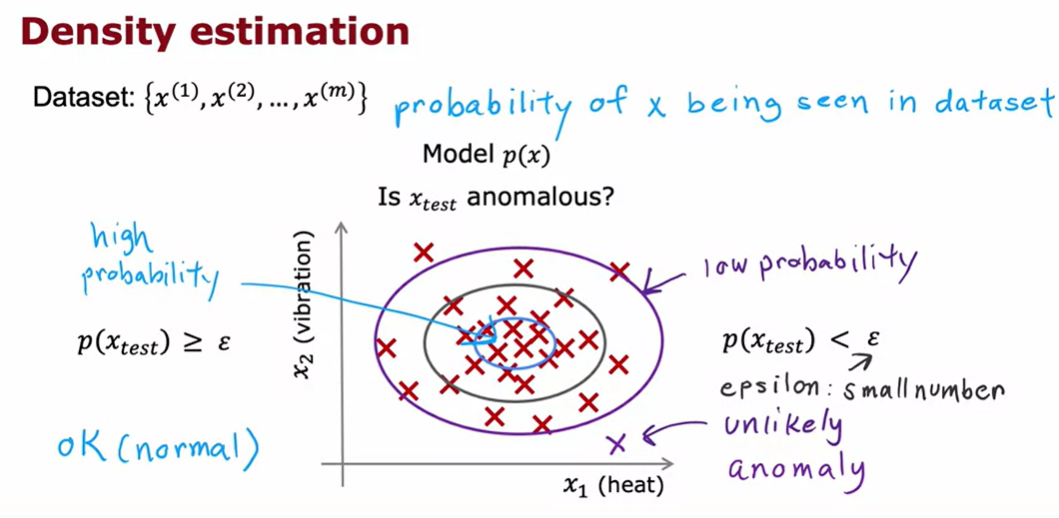 Density estimation
Dataset: {x^(1), x^(2), ..., x^(m)} probability of x being seen in dataset
Model p(x)
Is x_test anomalous?
high
probability
low probability
x_2 (vibration)
p(x_test) ≥ ε
p(x_test) < ε
epsilon: small number
unlikely
anomaly
OK (normal)
x_1 (heat)